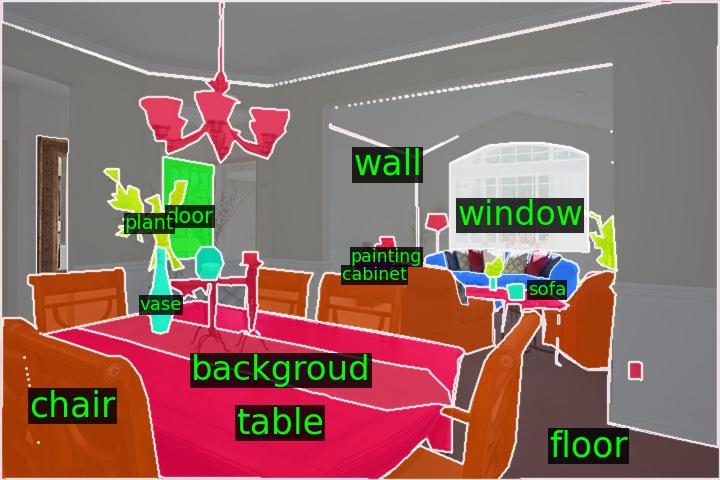 wall
door
plant
window
painting
cabinet
sofa
vase
backgroud
chair
table
floor